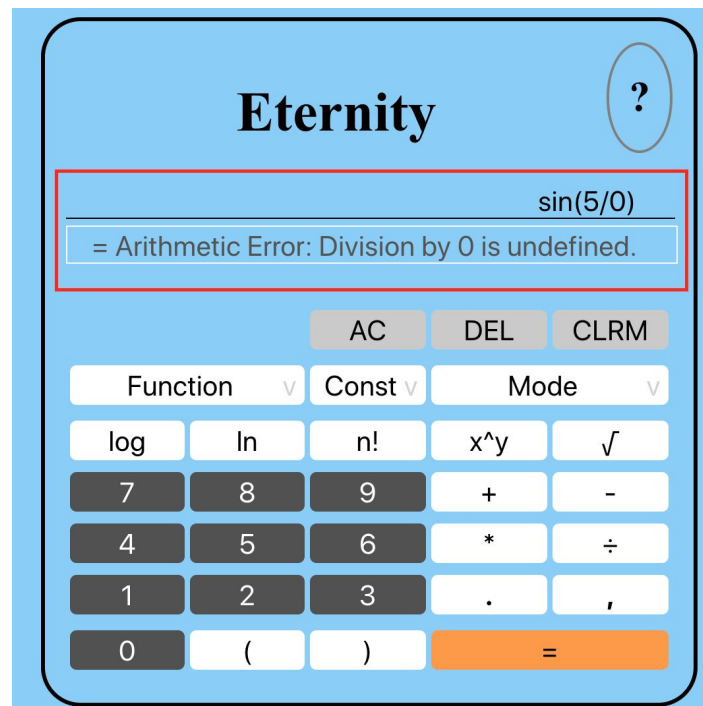 Eternity
?
sin(5/0)
= Arithmetic Error: Division by 0 is undefined.
AC DEL CLRM
Function v Const v Mode v
log ln n! x^y √
7 8 9 + -
4 5 6 * ÷
1 2 3 . ,
0 ( ) =